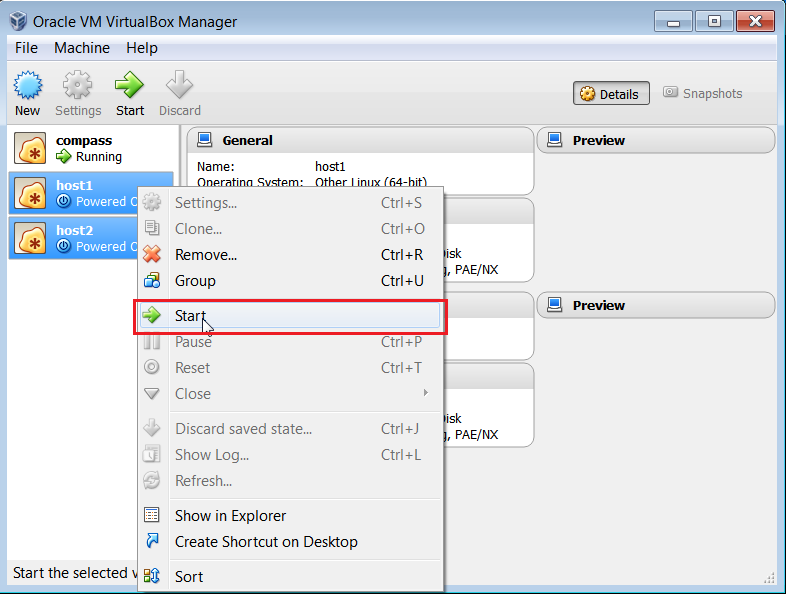 Oracle VM VirtualBox Manager
File Machine Help
New Settings Start Discard
Details Snapshots
compass
Running
host1
Powered
host2
Powered
General
Name: host1
Operating System: Other Linux (64-bit)
Preview
PAE/NX
Preview
PAE/NX
Settings... Ctrl+S
Clone... Ctrl+O
Remove... Ctrl+R
Group Ctrl+U
Start
Pause Ctrl+P
Reset Ctrl+T
Close
Discard saved state... Ctrl+J
Show Log... Ctrl+L
Refresh...
Show in Explorer
Create Shortcut on Desktop
Sort
Start the selected